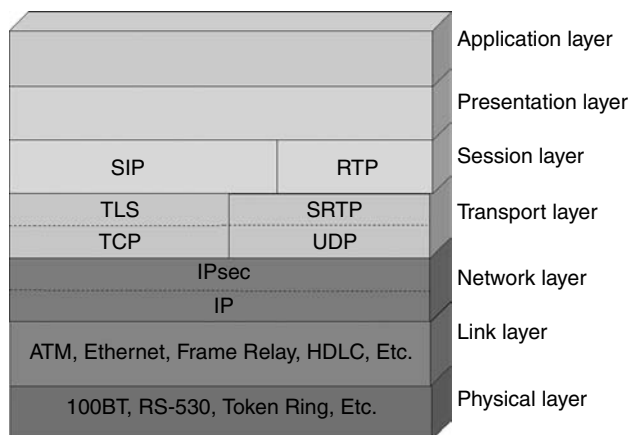 Application layer
Presentation layer
SIP RTP Session layer
TLS SRTP Transport layer
TCP UDP
IPsec Network layer
IP
ATM, Ethernet, Frame Relay, HDLC, Etc. Link layer
100BT, RS-530, Token Ring, Etc. Physical layer